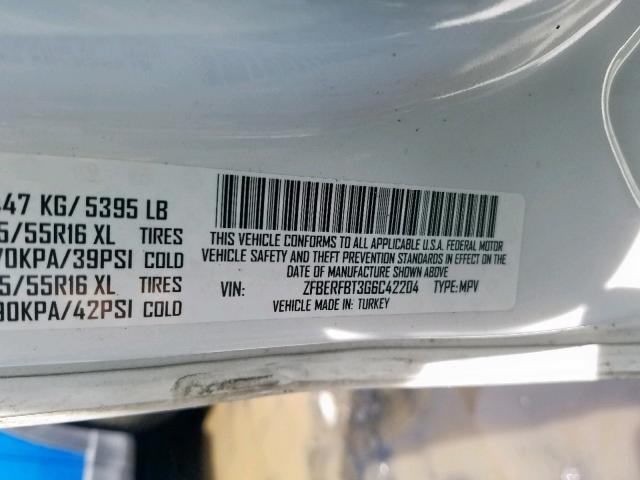 .47 KG/ 5395 LB
5/55R16 XL TIRES
70KPA/39PSI COLD
5/55R16 XL TIRES
90KPA/42PSI COLD
THIS VEHICLE CONFORMS TO ALL APPLICABLE U.S.A. FEDERAL MOTOR
VEHICLE SAFETY AND THEFT PREVENTION STANDARDS IN EFFECT ON THE
DATE OF MANUFACTURE SHOWN ABOVE.
VIN: ZFBERFBT3G6C42204 TYPE:MPV
VEHICLE MADE IN: TURKEY